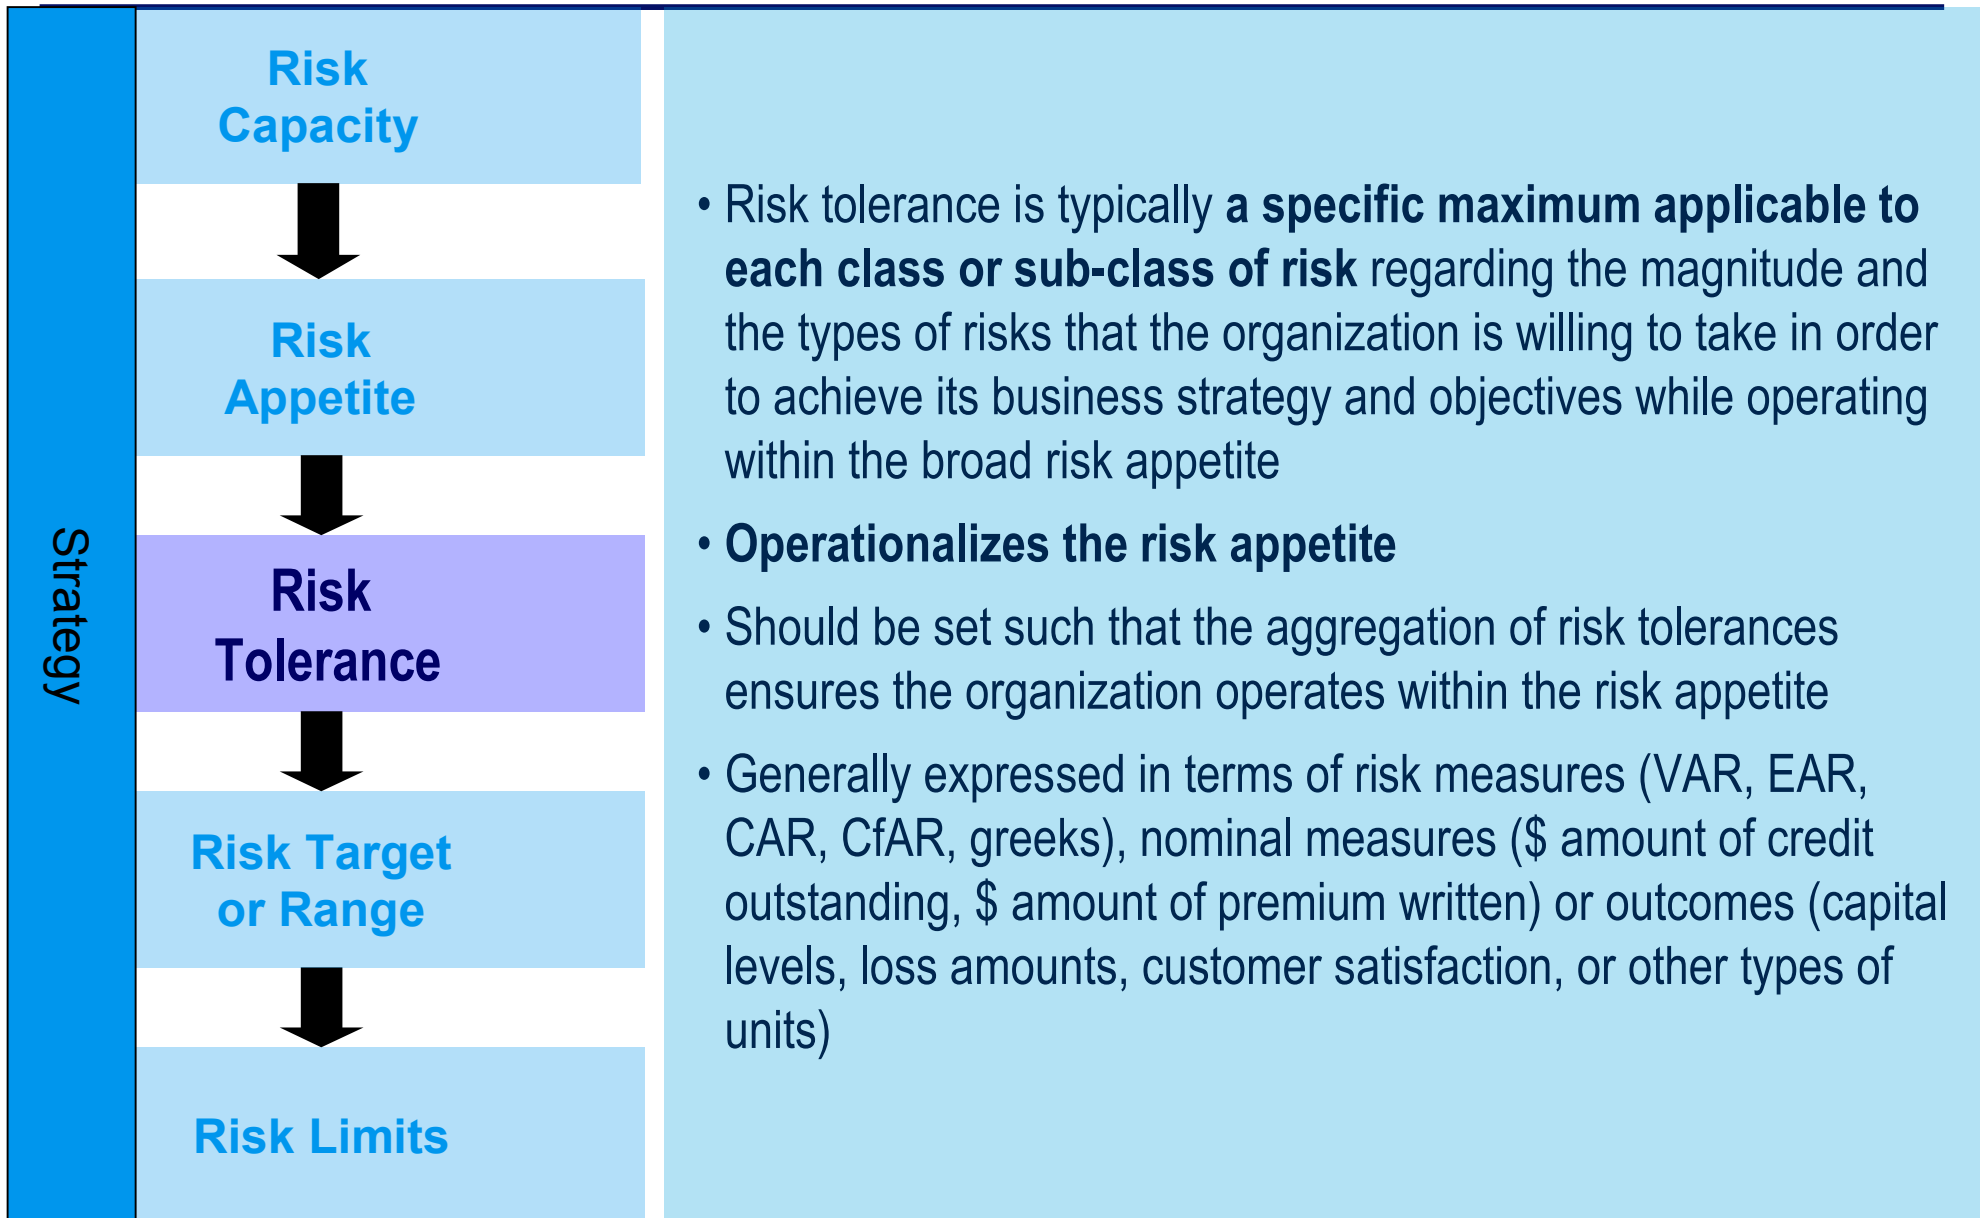 Strategy
Risk
Capacity
Risk
Appetite
Risk
Tolerance
Risk Target
or Range
Risk Limits
• Risk tolerance is typically a specific maximum applicable to
each class or sub-class of risk regarding the magnitude and
the types of risks that the organization is willing to take in order
to achieve its business strategy and objectives while operating
within the broad risk appetite
• Operationalizes the risk appetite
• Should be set such that the aggregation of risk tolerances
ensures the organization operates within the risk appetite
• Generally expressed in terms of risk measures (VAR, EAR,
CAR, CfAR, greeks), nominal measures ($ amount of credit
outstanding, $ amount of premium written) or outcomes (capital
levels, loss amounts, customer satisfaction, or other types of
units)